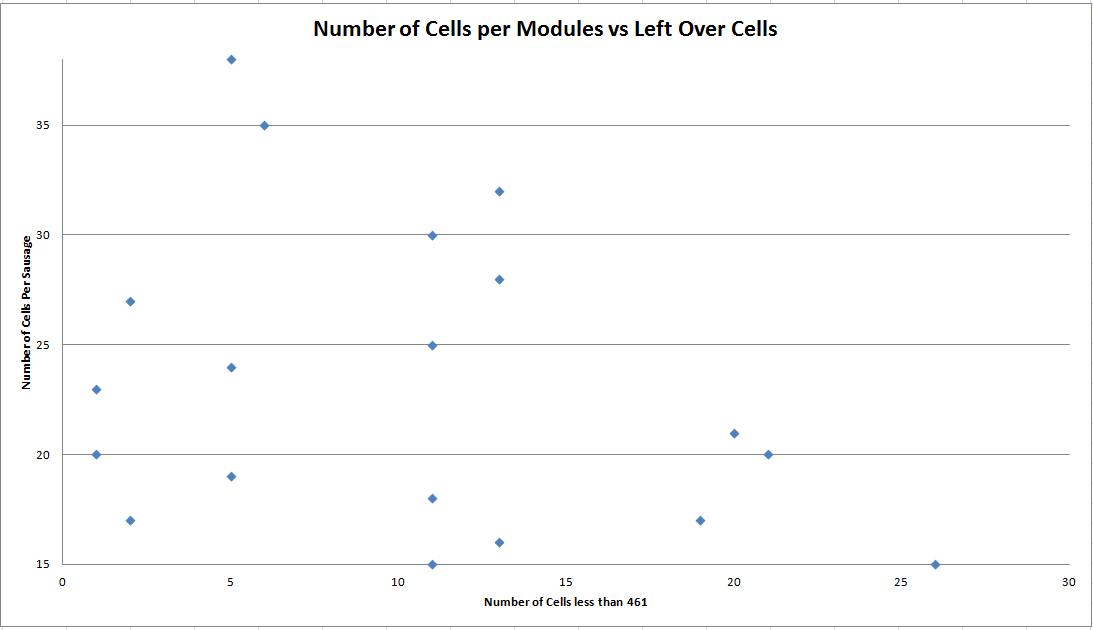 Number of Cells per Modules vs Left Over Cells
Number of Cells Per Sausage
35
30
25
20
15
0 5 10 15 20 25 30
Number of Cells less than 461